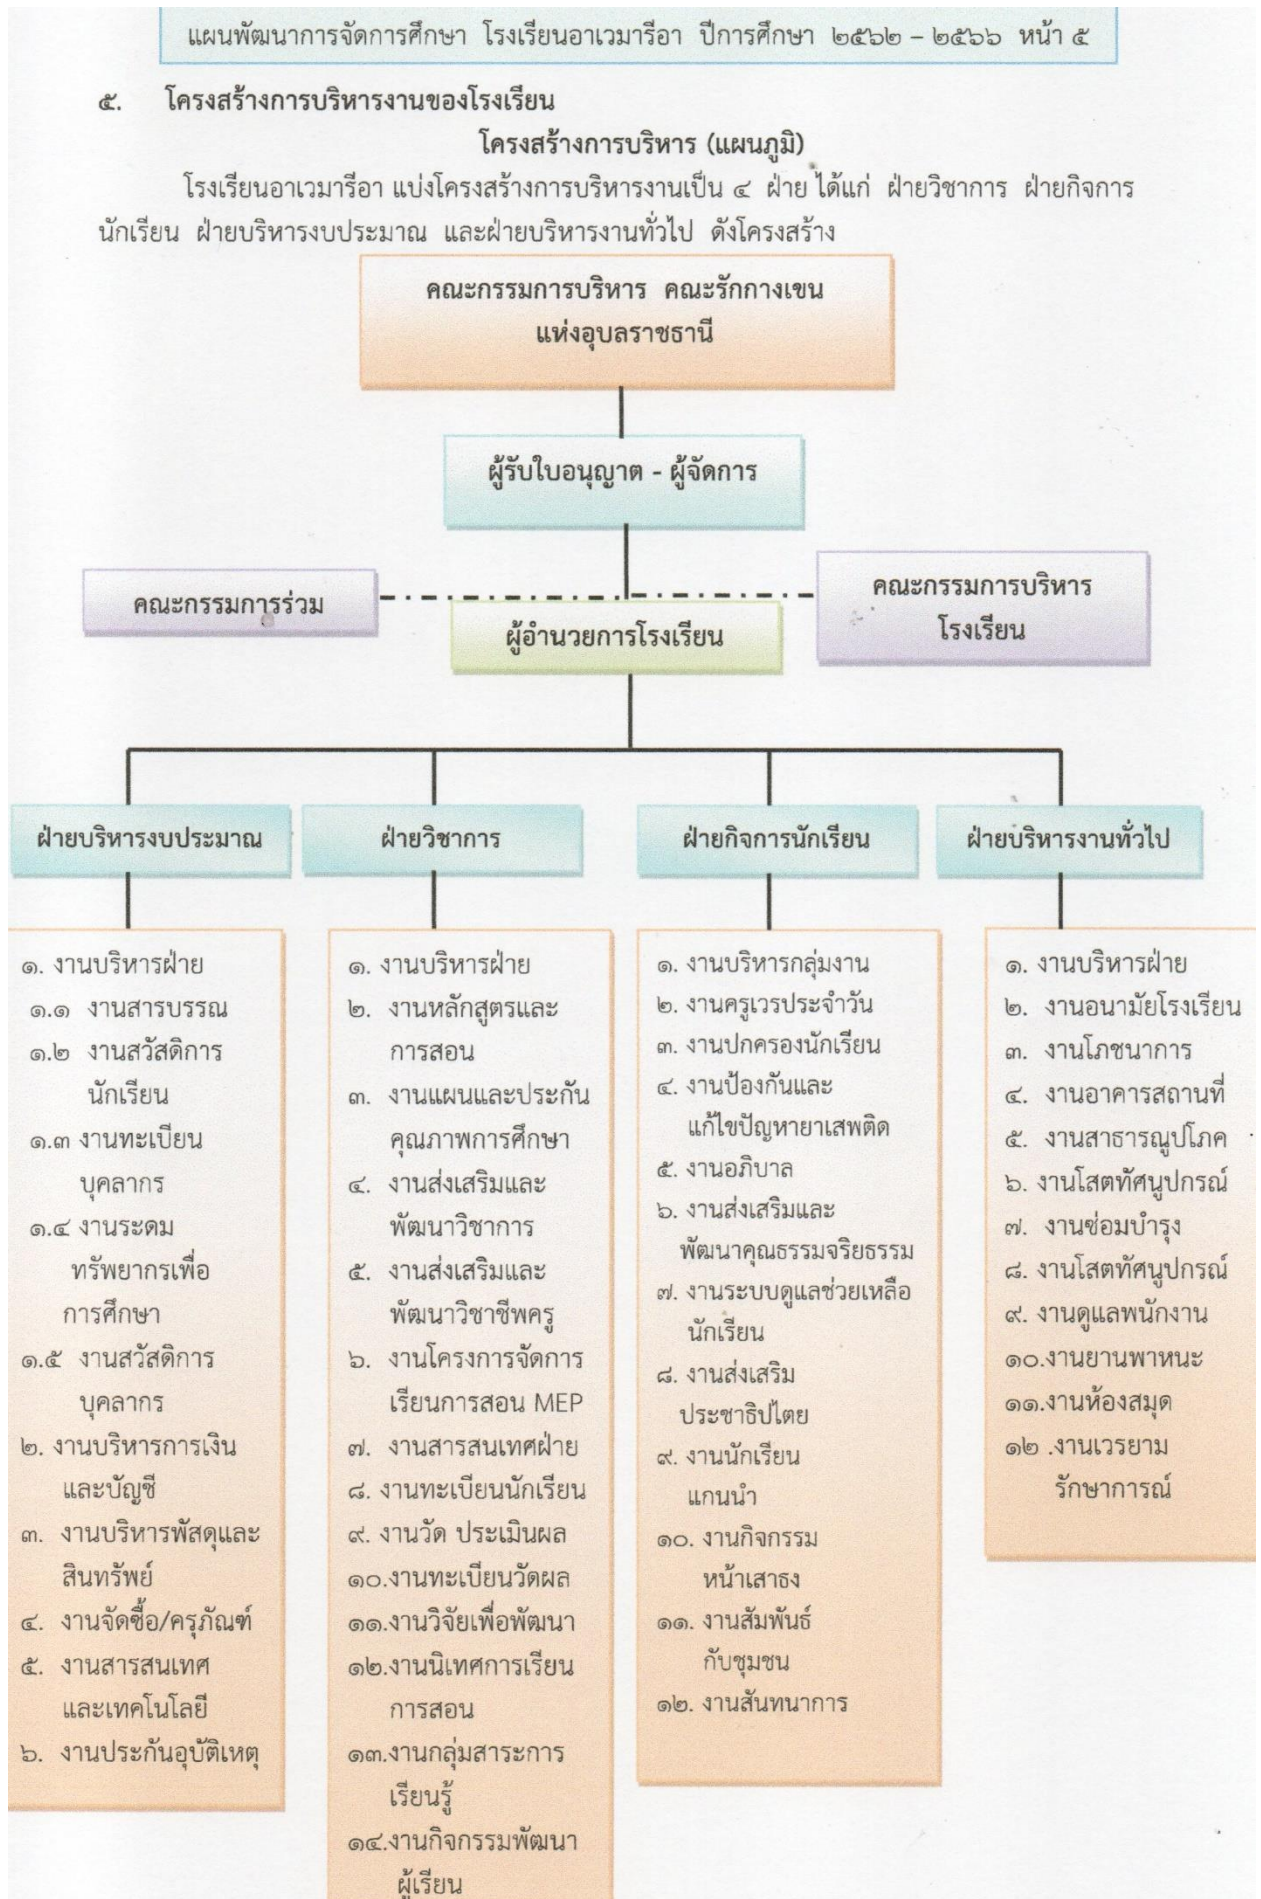 แผนพัฒนาการจัดการศึกษา โรงเรียนอาเวมารีอา ปีการศึกษา ๒๕๖๒ – ๒๕๖๖ หน้า ๕
๕. โครงสร้างการบริหารงานของโรงเรียน
โครงสร้างการบริหาร (แผนภูมิ)
โรงเรียนอาเวมารีอา แบ่งโครงสร้างการบริหารงานเป็น ๔ ฝ่าย ได้แก่ ฝ่ายวิชาการ ฝ่ายกิจการ
นักเรียน ฝ่ายบริหารงบประมาณ และฝ่ายบริหารงานทั่วไป ดังโครงสร้าง
คณะกรรมการบริหาร คณะรักกางเขน
แห่งอุบลราชธานี
ผู้รับใบอนุญาต - ผู้จัดการ
คณะกรรมการร่วม
คณะกรรมการบริหาร
โรงเรียน
ผู้อำนวยการโรงเรียน
ฝ่ายบริหารงบประมาณ
ฝ่ายวิชาการ
ฝ่ายกิจการนักเรียน
ฝ่ายบริหารงานทั่วไป
๑. งานบริหารฝ่าย
๑.๑ งานสารบรรณ
๑.๒ งานสวัสดิการ
นักเรียน
๑.๓ งานทะเบียน
บุคลากร
๑.๔ งานระดม
ทรัพยากรเพื่อ
การศึกษา
๑.๕ งานสวัสดิการ
บุคลากร
๒. งานบริหารการเงิน
และบัญชี
๓. งานบริหารพัสดุและ
สินทรัพย์
๔. งานจัดซื้อ/ครุภัณฑ์
๕. งานสารสนเทศ
และเทคโนโลยี
๖. งานประกันอุบัติเหตุ
๑. งานบริหารฝ่าย
๒. งานหลักสูตรและ
การสอน
๓. งานแผนและประกัน
คุณภาพการศึกษา
๔. งานส่งเสริมและ
พัฒนาวิชาการ
๕. งานส่งเสริมและ
พัฒนาวิชาชีพครู
๖. งานโครงการจัดการ
เรียนการสอน MEP
๗. งานสารสนเทศฝ่าย
๘. งานทะเบียนนักเรียน
๙. งานวัด ประเมินผล
๑๐.งานทะเบียนวัดผล
๑๑.งานวิจัยเพื่อพัฒนา
๑๒.งานนิเทศการเรียน
การสอน
๑๓.งานกลุ่มสาระการ
เรียนรู้
๑๔.งานกิจกรรมพัฒนา
ผู้เรียน
๑. งานบริหารกลุ่มงาน
๒. งานครูเวรประจำวัน
๓. งานปกครองนักเรียน
๔. งานป้องกันและ
แก้ไขปัญหายาเสพติด
๕. งานอภิบาล
๖. งานส่งเสริมและ
พัฒนาคุณธรรมจริยธรรม
๗. งานระบบดูแลช่วยเหลือ
นักเรียน
๘. งานส่งเสริม
ประชาธิปไตย
๙. งานนักเรียน
แกนนำ
๑๐. งานกิจกรรม
หน้าเสาธง
๑๑. งานสัมพันธ์
กับชุมชน
๑๒. งานสันทนาการ
๑. งานบริหารฝ่าย
๒. งานอนามัยโรงเรียน
๓. งานโภชนาการ
๔. งานอาคารสถานที่
๕. งานสาธารณูปโภค
๖. งานโสตทัศนูปกรณ์
๗. งานซ่อมบำรุง
๘. งานโสตทัศนูปกรณ์
๙. งานดูแลพนักงาน
๑๐.งานยานพาหนะ
๑๑.งานห้องสมุด
๑๒ .งานเวรยาม
รักษาการณ์